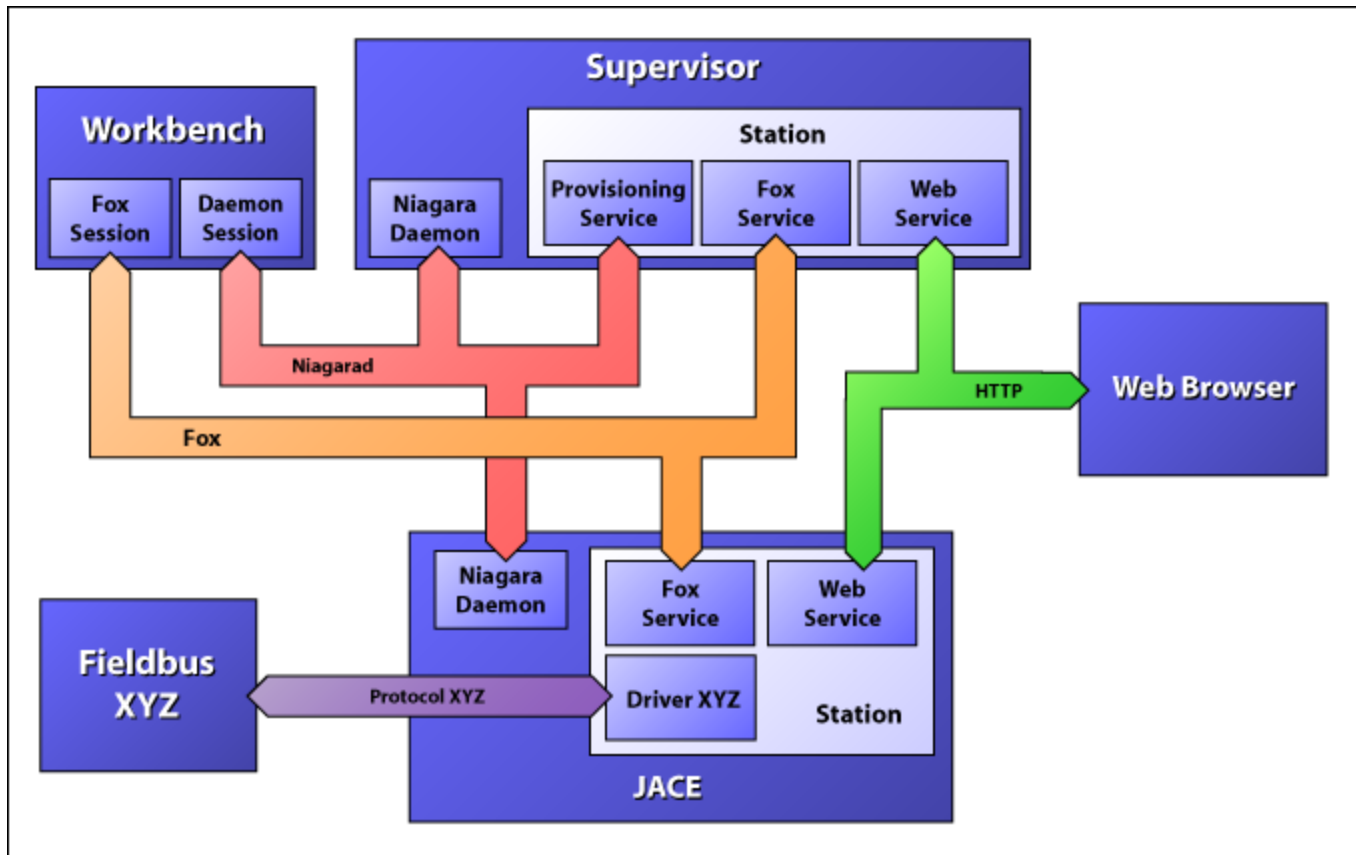 Supervisor
Workbench
Station
Fox
Session
Daemon
Session
Niagara
Daemon
Provisioning
Service
Fox
Service
Web
Service
Niagarad
HTTP
Web Browser
Fox
Niagara
Daemon
Fox
Service
Web
Service
Fieldbus
XYZ
Protocol XYZ
Driver XYZ
Station
JACE